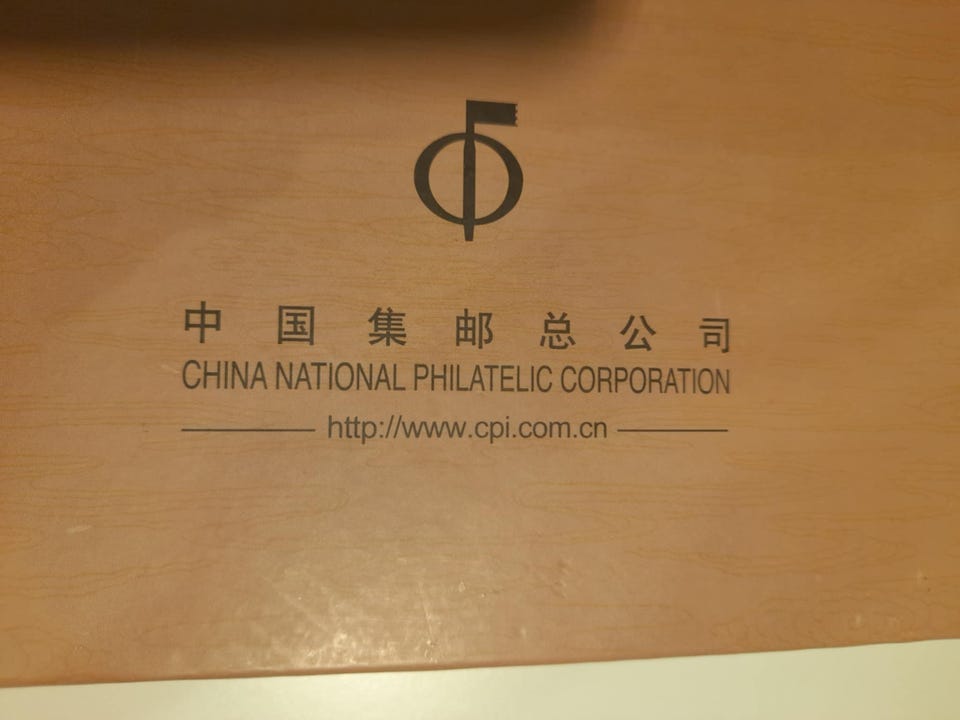 中国集邮总公司
CHINA NATIONAL PHILATELIC CORPORATION
http://www.cpi.com.cn